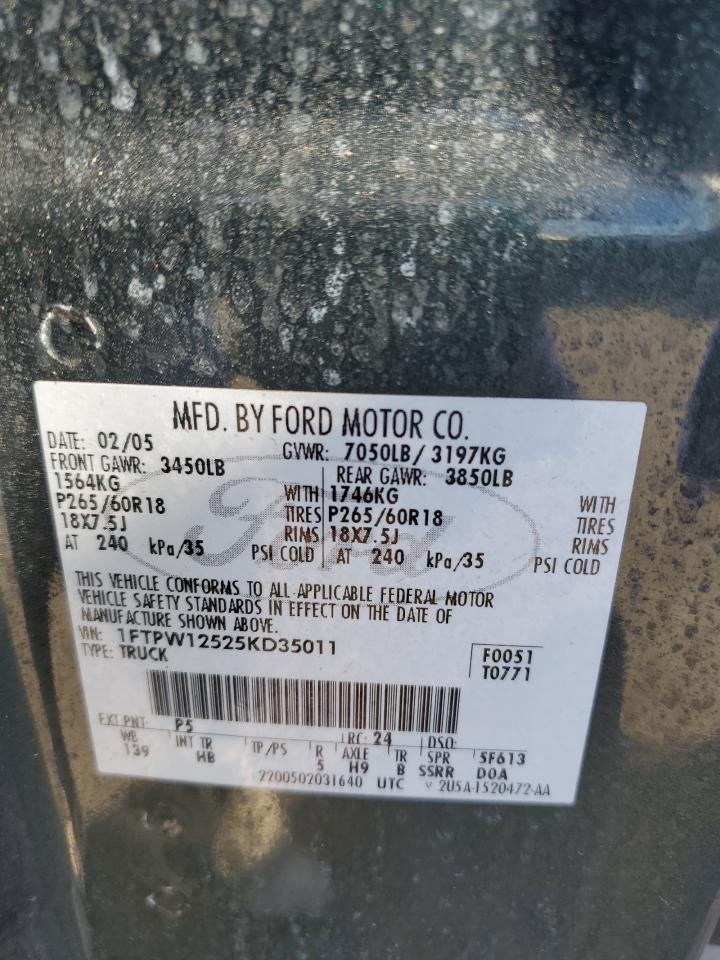 MFD. BY FORD MOTOR CO.
DATE: 02/05 GVWR: 7050LB/ 3197KG
FRONT GAWR: 3450LB REAR GAWR: 3850LB
1564KG WITH 1746KG WITH
P265/60R18 TIRES P265/60R18 TIRES
18X7.5J RIMS 18X7.5J RIMS
AT 240 kPa/35 PSI COLD AT 240 kPa/35 PSI COLD
Ford
THIS VEHICLE CONFORMS TO ALL APPLICABLE FEDERAL MOTOR
VEHICLE SAFETY STANDARDS IN EFFECT ON THE DATE OF
MANUFACTURE SHOWN ABOVE.
VIN: 1FTPW12525KD35011
TYPE: TRUCK
F0051
T0771
EXT PNT: P5 RC: 24 DSO:
WB INT TR TP/PS R AXLE TR SPR 5F613
139 HB 5 H9 B SSRR DOA
2200502031640 UTC V 2U5A-1520472-AA